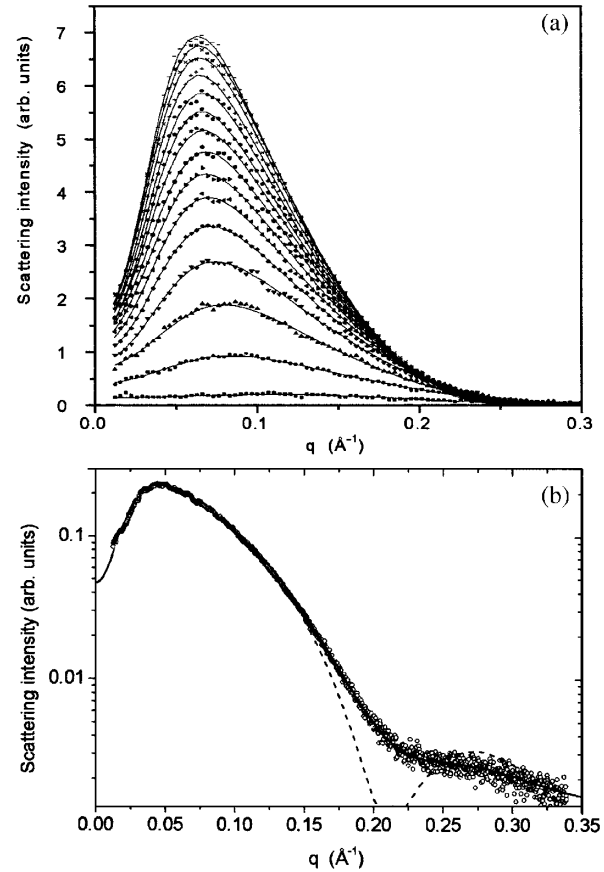 (a)
Scattering intensity (arb. units)
7
6
5
4
3
2
1
0
0.0 0.1 0.2 0.3
q (Å⁻¹)
(b)
Scattering intensity (arb. units)
0.1
0.01
0.00 0.05 0.10 0.15 0.20 0.25 0.30 0.35
q (Å⁻¹)